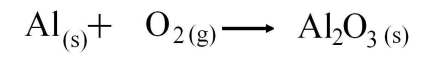 Al(s) + O2(g) ⟶ Al2O3 (s)